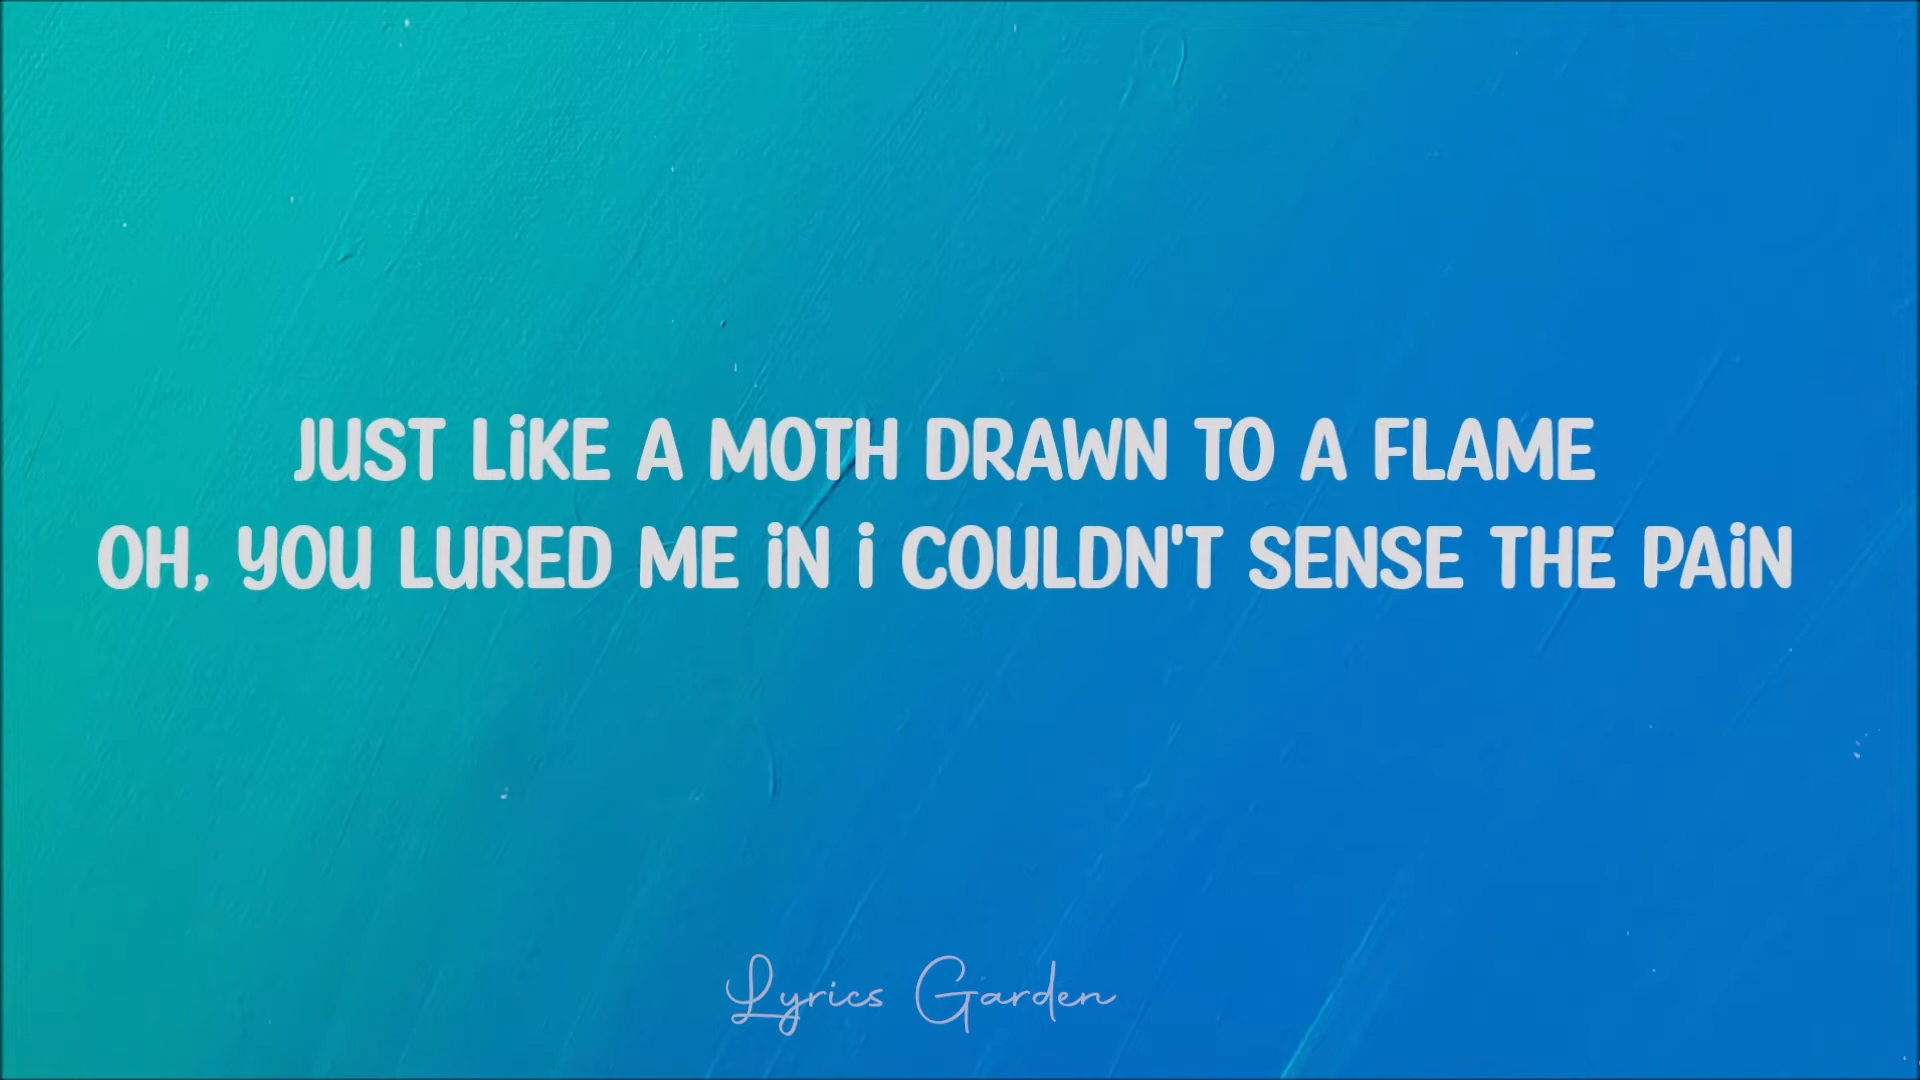 JUST LiKE A MOTH DRAWN TO A FLAME
OH, YOU LURED ME iN i COULDN'T SENSE THE PAiN
Lyrics Garden